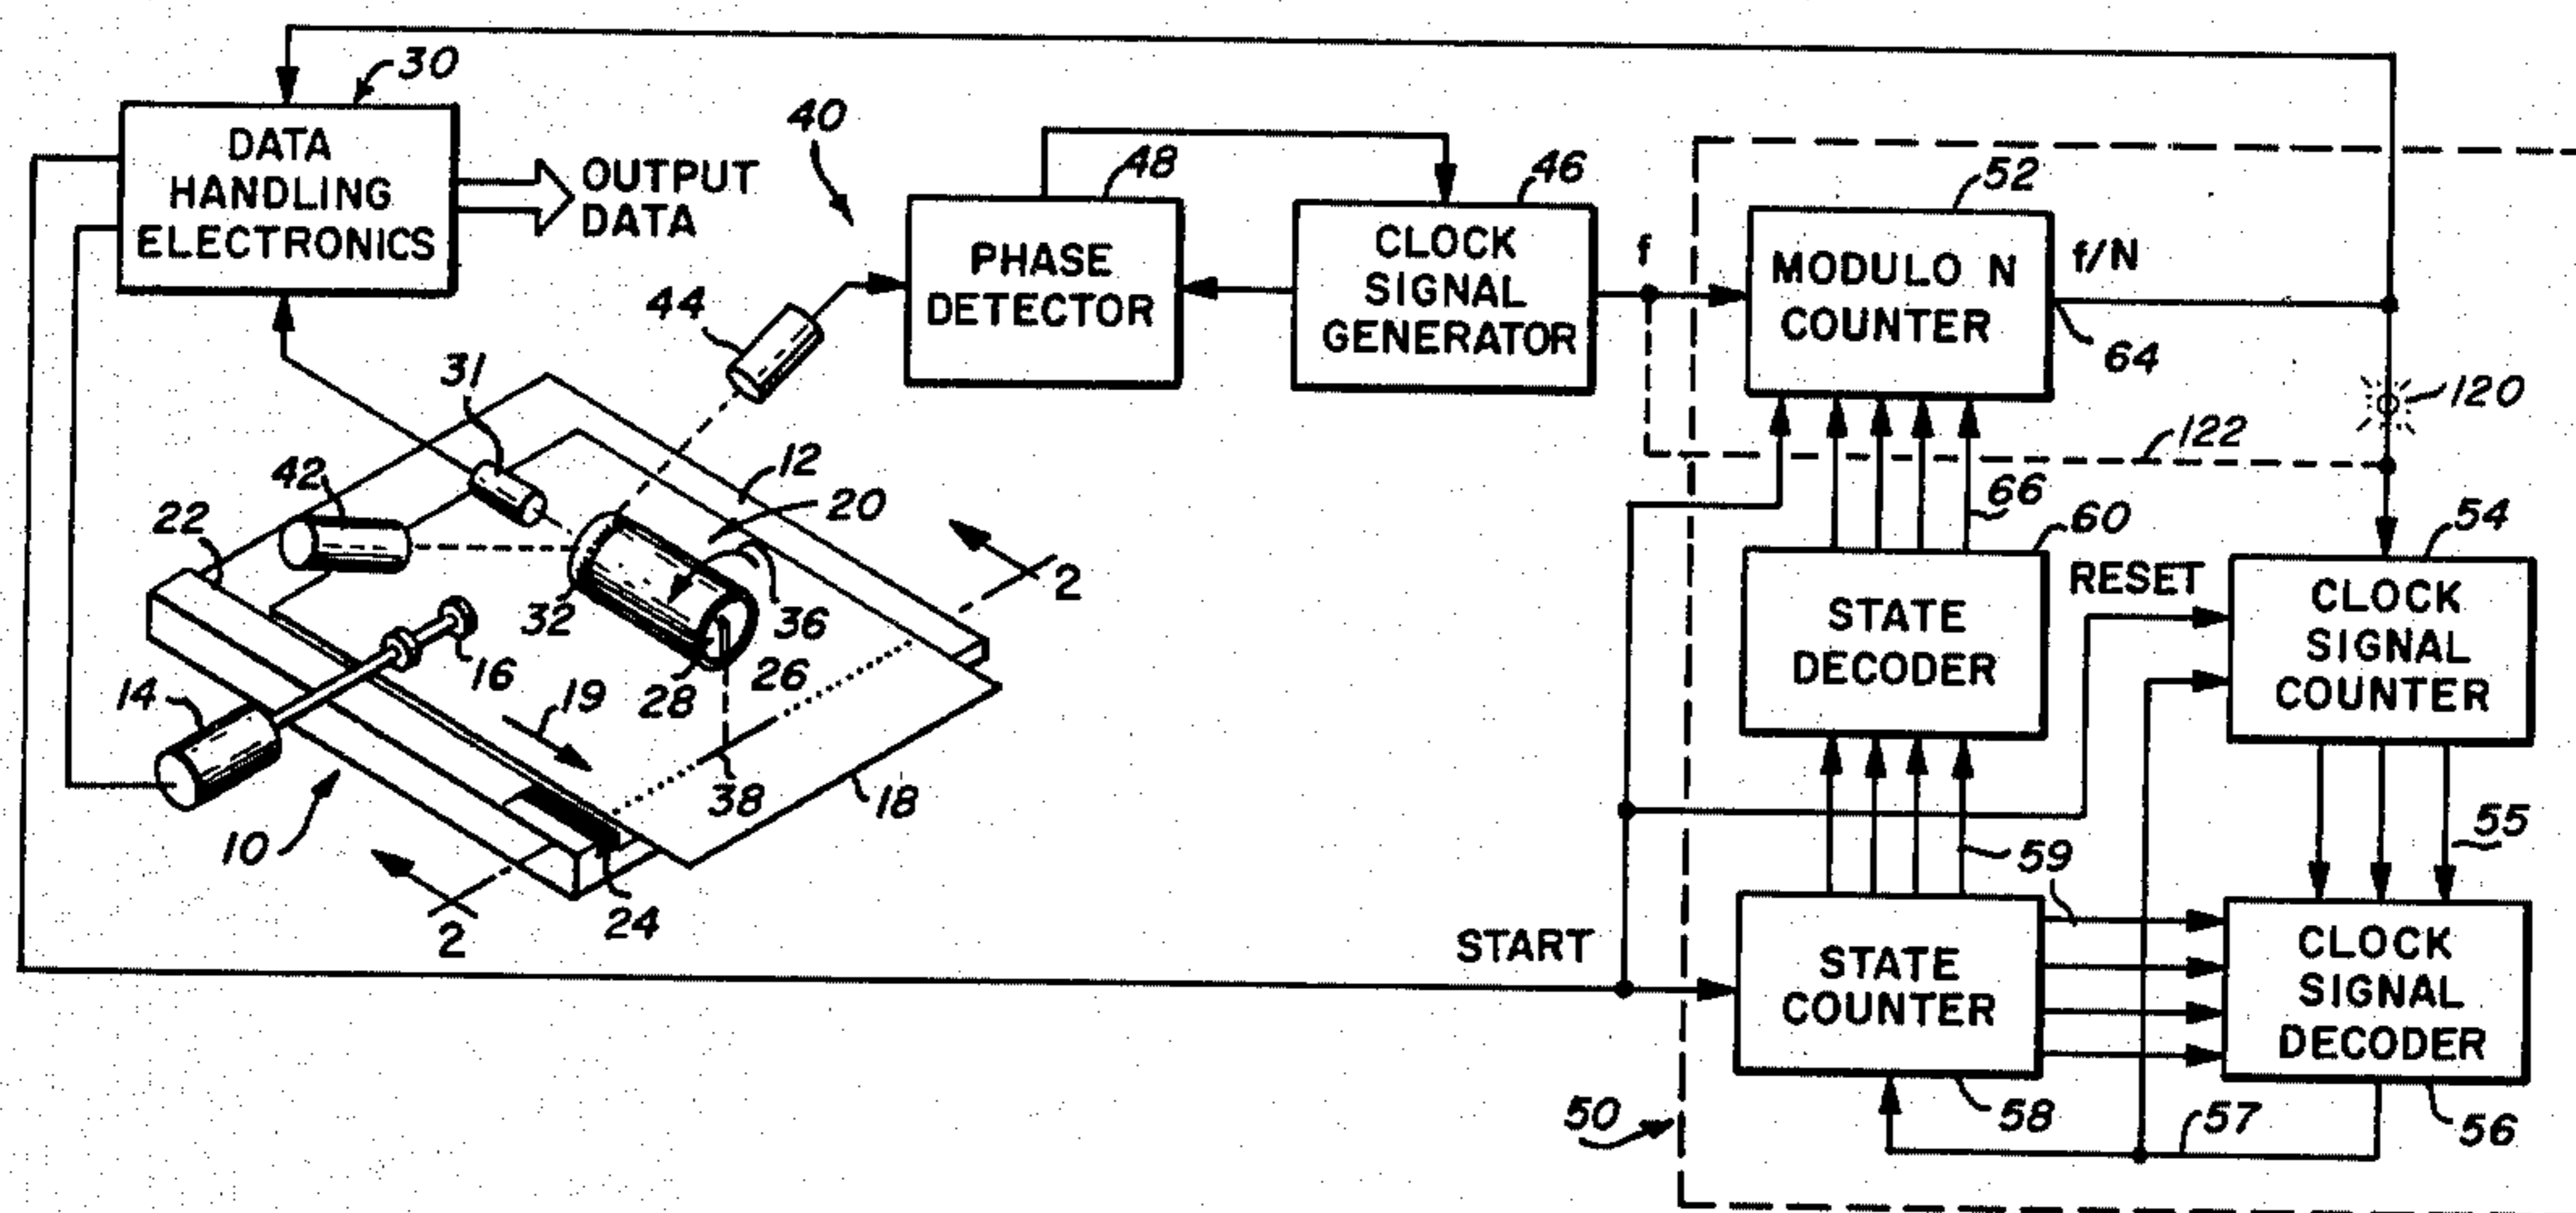 30
DATA
HANDLING
ELECTRONICS
OUTPUT
DATA
40
48
PHASE
DETECTOR
46
CLOCK
SIGNAL
GENERATOR
f
52
MODULO N
COUNTER
f/N
64
120
122
44
31
42
22
12
20
32
36
26
28
16
14
19
38
18
10
24
2
2
66
60
STATE
DECODER
RESET
54
CLOCK
SIGNAL
COUNTER
55
59
59
START
STATE
COUNTER
58
CLOCK
SIGNAL
DECODER
56
57
50